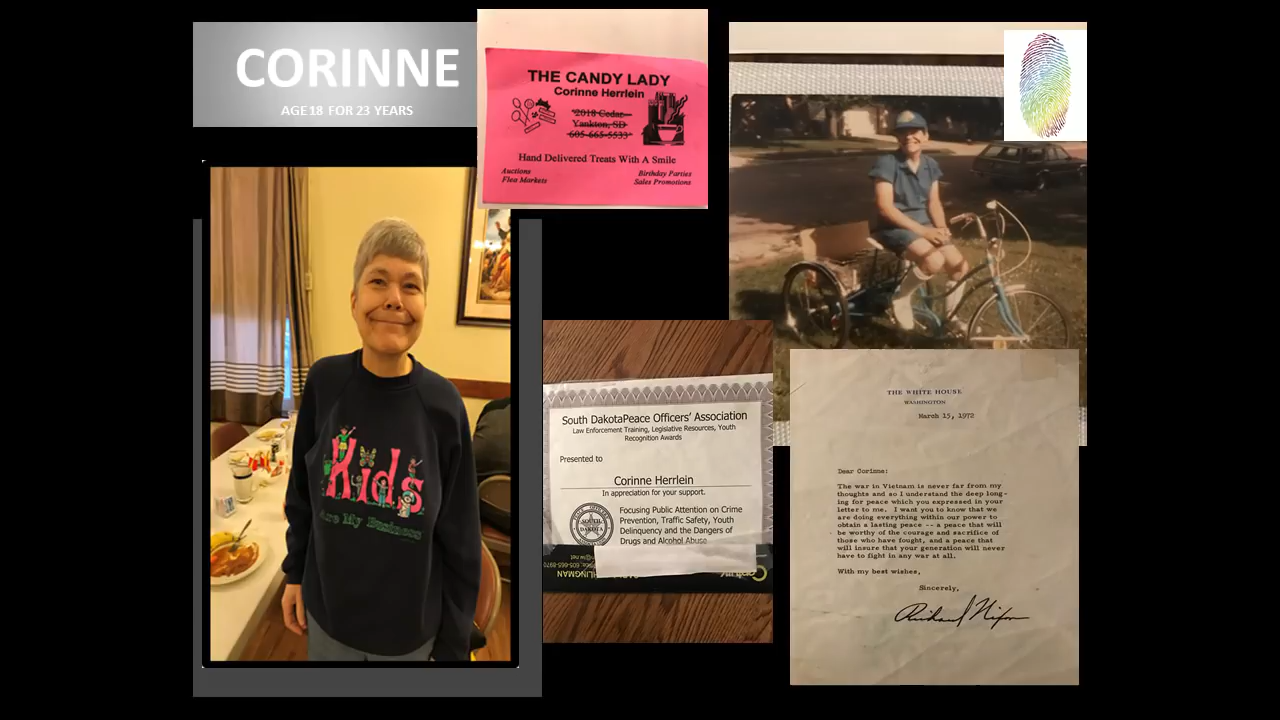 CORINNE
AGE18 FOR 23 YEARS
THE CANDY LADY
Corinne Herrlein
2018 Cedar
Yankton, SD
605-665-5533
Hand Delivered Treats With A Smile
Auctions
Flea Markets
Birthday Parties
Sales Promotions
Kids
Are My Business
South DakotaPeace Officers' Association
Law Enforcement Training, Legislative Resources, Youth
Recognition Awards
Presented to
Corinne Herrlein
In appreciation for your support.
Focusing Public Attention on Crime
Prevention, Traffic Safety, Youth
Delinquency and the Dangers of
Drugs and Alcohol Abuse
THE WHITE HOUSE
WASHINGTON
March 15, 1972
Dear Corinne:
The war in Vietnam is never far from my
thoughts and so I understand the deep long-
ing for peace which you expressed in your
letter to me. I want you to know that we
are doing everything within our power to
obtain a lasting peace -- a peace that will
be worthy of the courage and sacrifice of
those who have fought, and a peace that
will insure that your generation will never
have to fight in any war at all.
With my best wishes,
Sincerely,
Richard Nixon